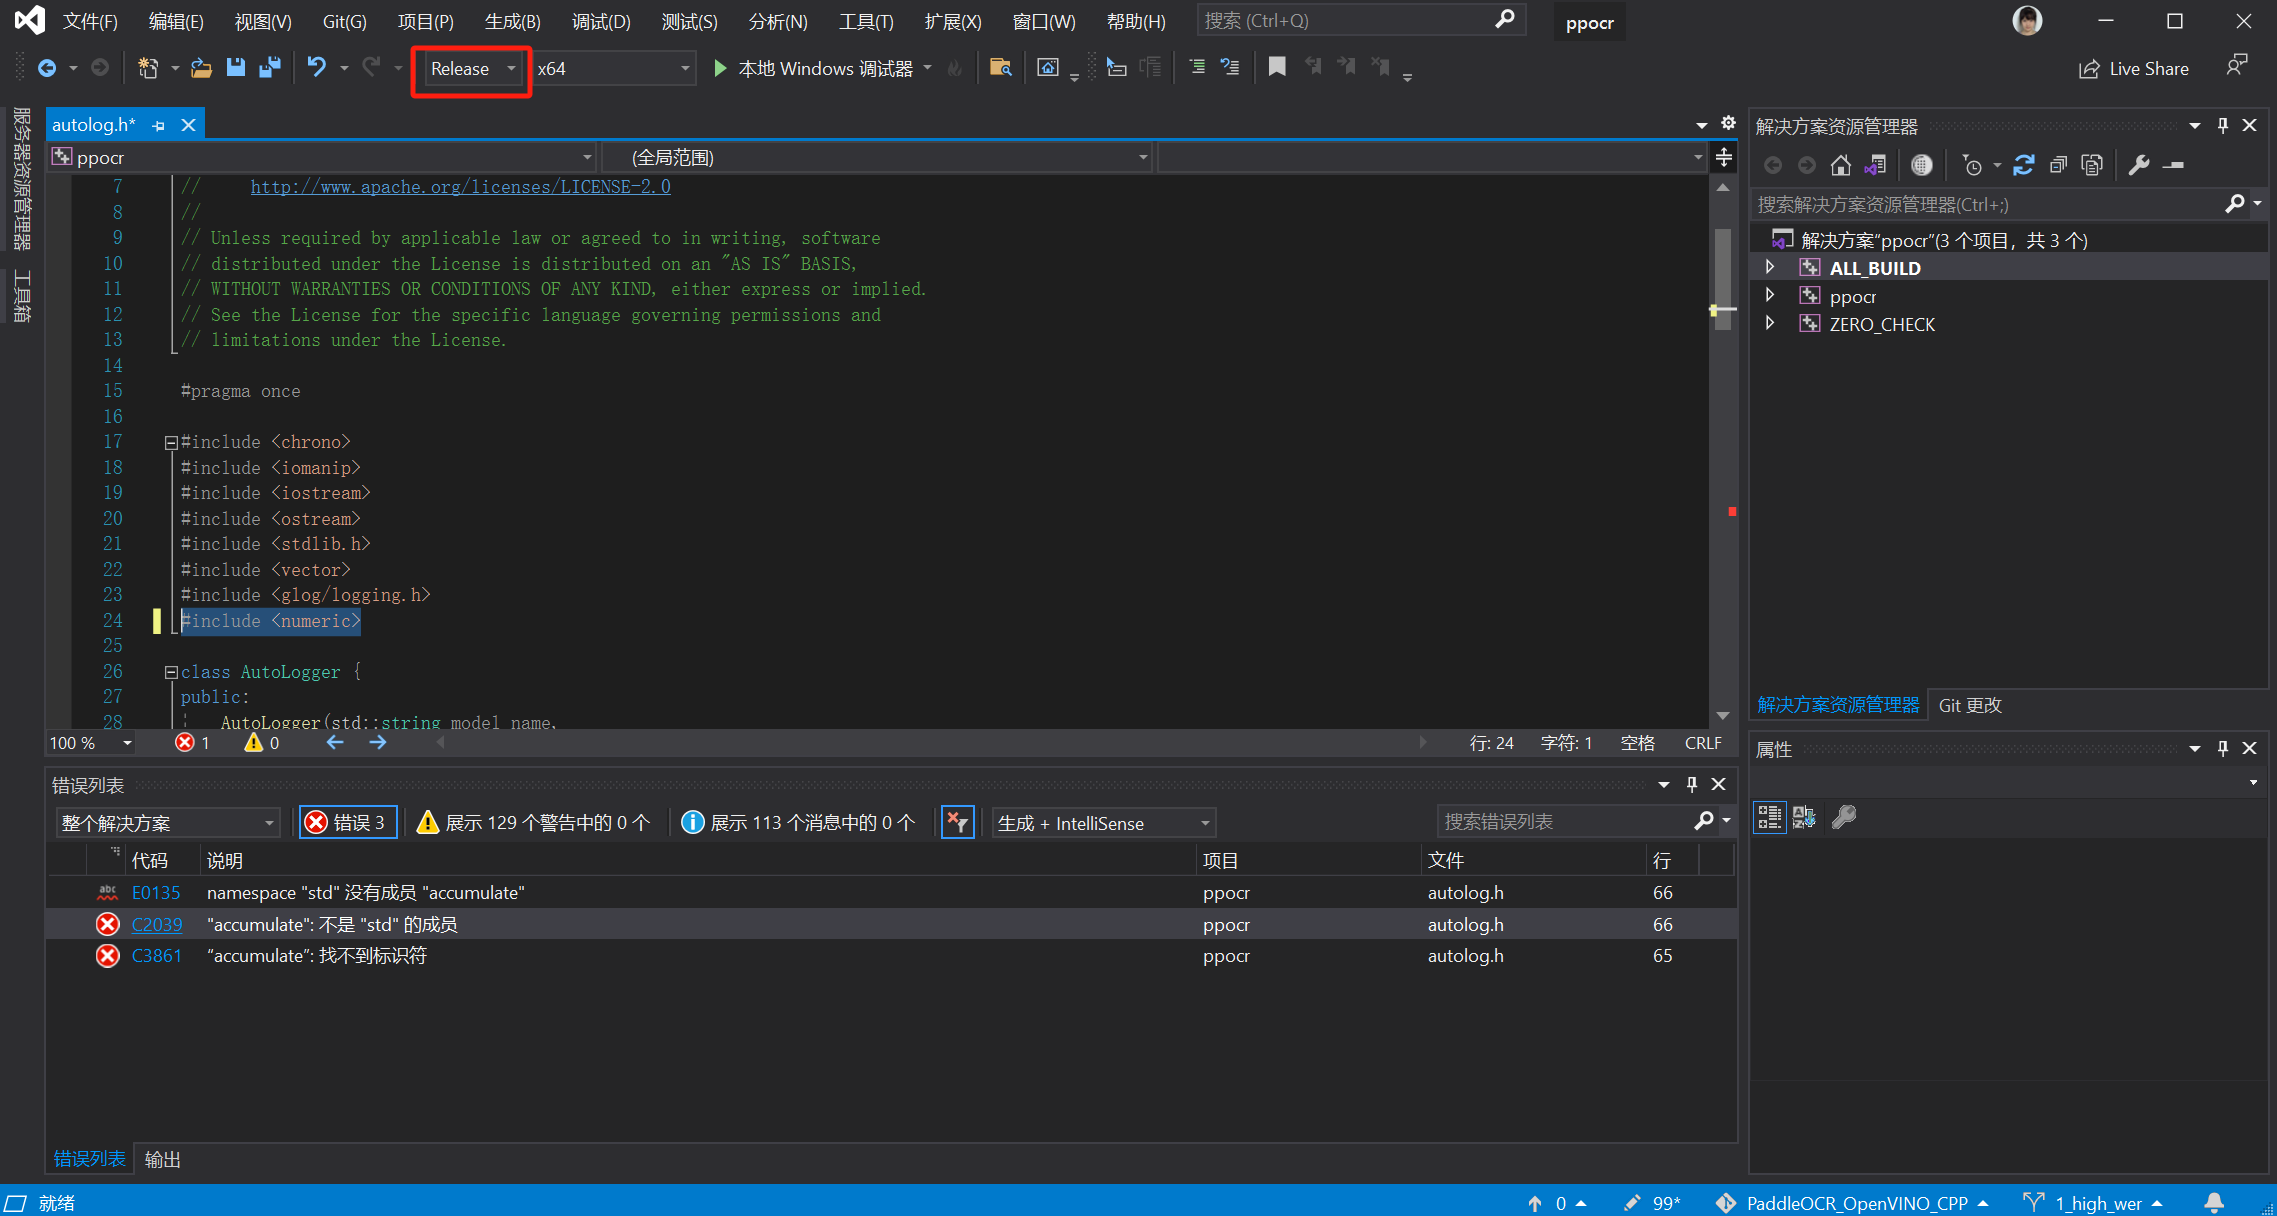 文件(F) 编辑(E) 视图(V) Git(G) 项目(P) 生成(B) 调试(D) 测试(S) 分析(N) 工具(T) 扩展(X) 窗口(W) 帮助(H) 搜索 (Ctrl+Q) ppocr
Release x64 本地 Windows 调试器 Live Share
服务器资源管理器
工具箱
autolog.h*
ppocr (全局范围)
7 // http://www.apache.org/licenses/LICENSE-2.0
8 //
9 // Unless required by applicable law or agreed to in writing, software
10 // distributed under the License is distributed on an "AS IS" BASIS,
11 // WITHOUT WARRANTIES OR CONDITIONS OF ANY KIND, either express or implied.
12 // See the License for the specific language governing permissions and
13 // limitations under the License.
14
15 #pragma once
16
17 #include <chrono>
18 #include <iomanip>
19 #include <iostream>
20 #include <ostream>
21 #include <stdlib.h>
22 #include <vector>
23 #include <glog/logging.h>
24 #include <numeric>
25
26 class AutoLogger {
27 public:
28 AutoLogger(std::string model_name,
100 % 1 0 行: 24 字符: 1 空格 CRLF
错误列表
整个解决方案 错误 3 展示 129 个警告中的 0 个 展示 113 个消息中的 0 个 生成 + IntelliSense 搜索错误列表
代码 说明 项目 文件 行
abc E0135 namespace "std" 没有成员 "accumulate" ppocr autolog.h 66
C2039 "accumulate": 不是 "std" 的成员 ppocr autolog.h 66
C3861 “accumulate”: 找不到标识符 ppocr autolog.h 65
错误列表 输出
解决方案资源管理器
搜索解决方案资源管理器(Ctrl+;)
解决方案"ppocr"(3 个项目，共 3 个)
ALL_BUILD
ppocr
ZERO_CHECK
解决方案资源管理器 Git 更改
属性
就绪 0 99* PaddleOCR_OpenVINO_CPP 1_high_wer